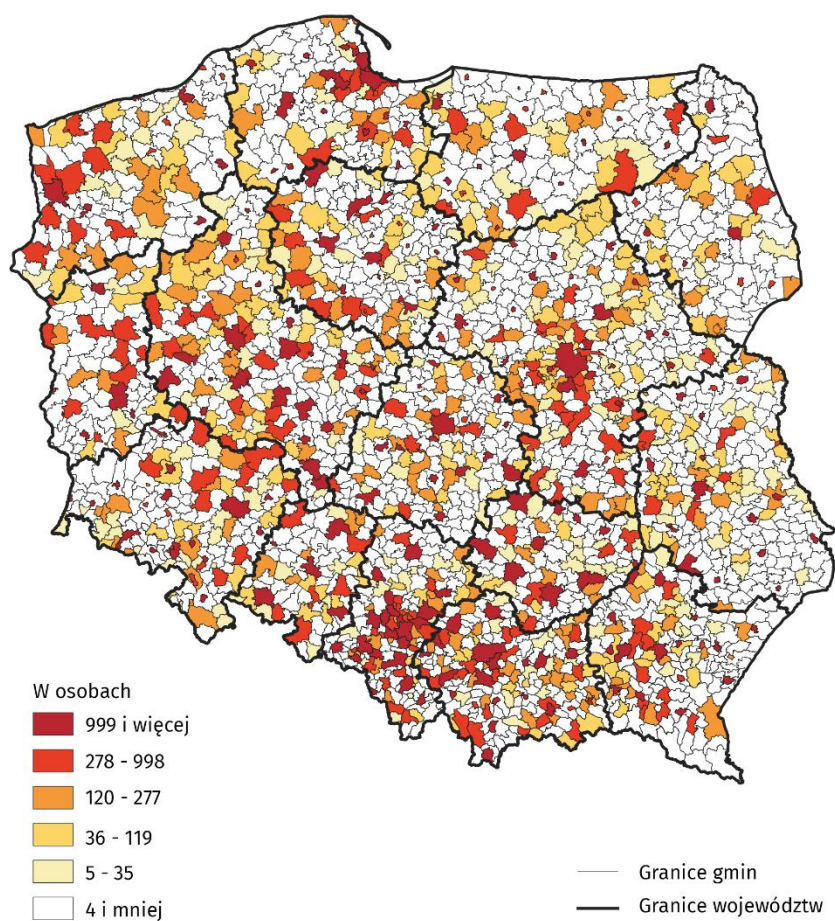 W osobach
999 i więcej
278 - 998
120 - 277
36 - 119
5 - 35
4 i mniej
Granice gmin
Granice województw